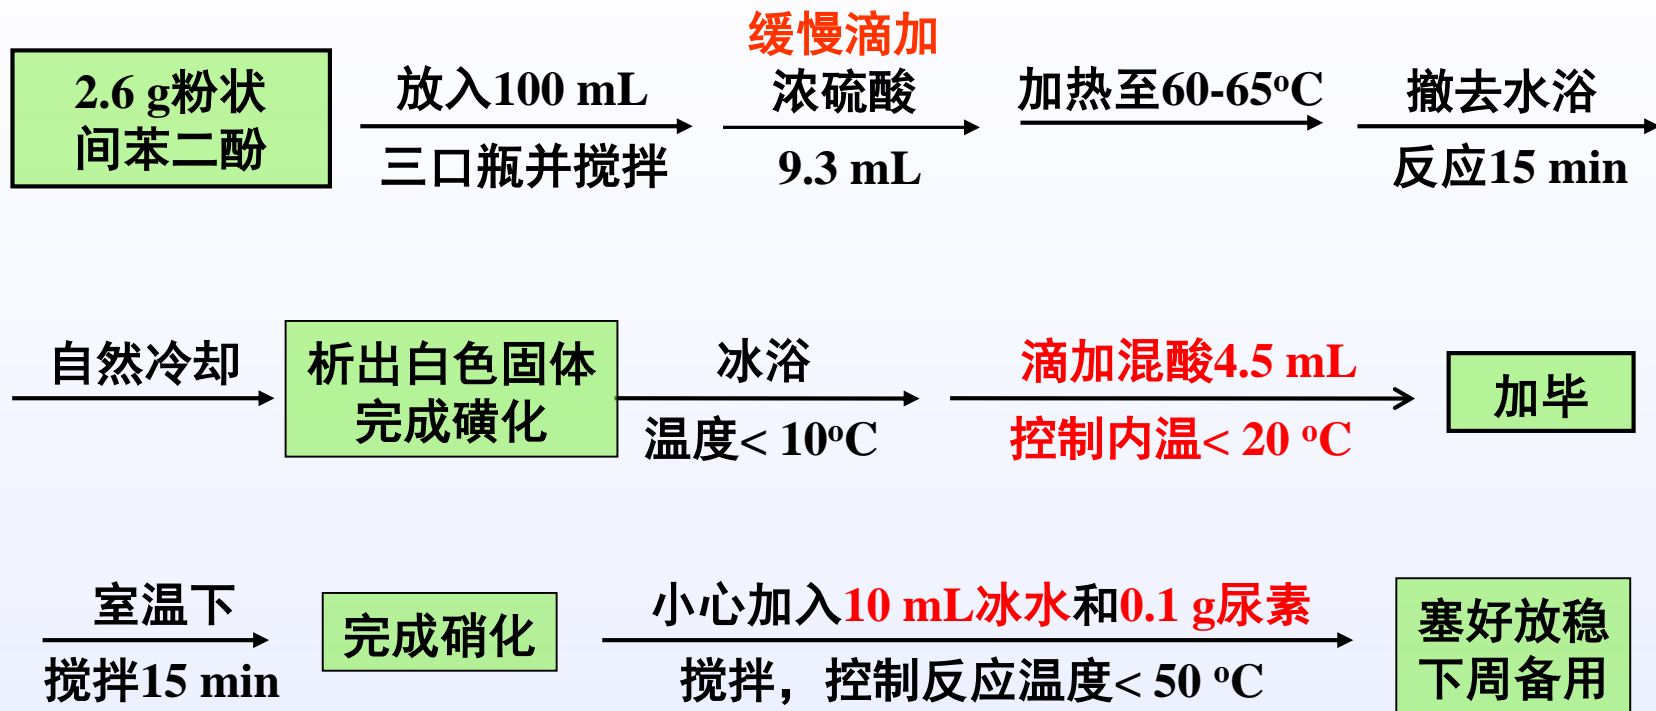 缓慢滴加
2.6 g粉状
间苯二酚
放入100 mL
三口瓶并搅拌
浓硫酸
9.3 mL
加热至60-65°C
撤去水浴
反应15 min
自然冷却
析出白色固体
完成磺化
冰浴
温度< 10°C
滴加混酸4.5 mL
控制内温< 20 °C
加毕
室温下
搅拌15 min
完成硝化
小心加入10 mL冰水和0.1 g尿素
搅拌，控制反应温度< 50 °C
塞好放稳
下周备用